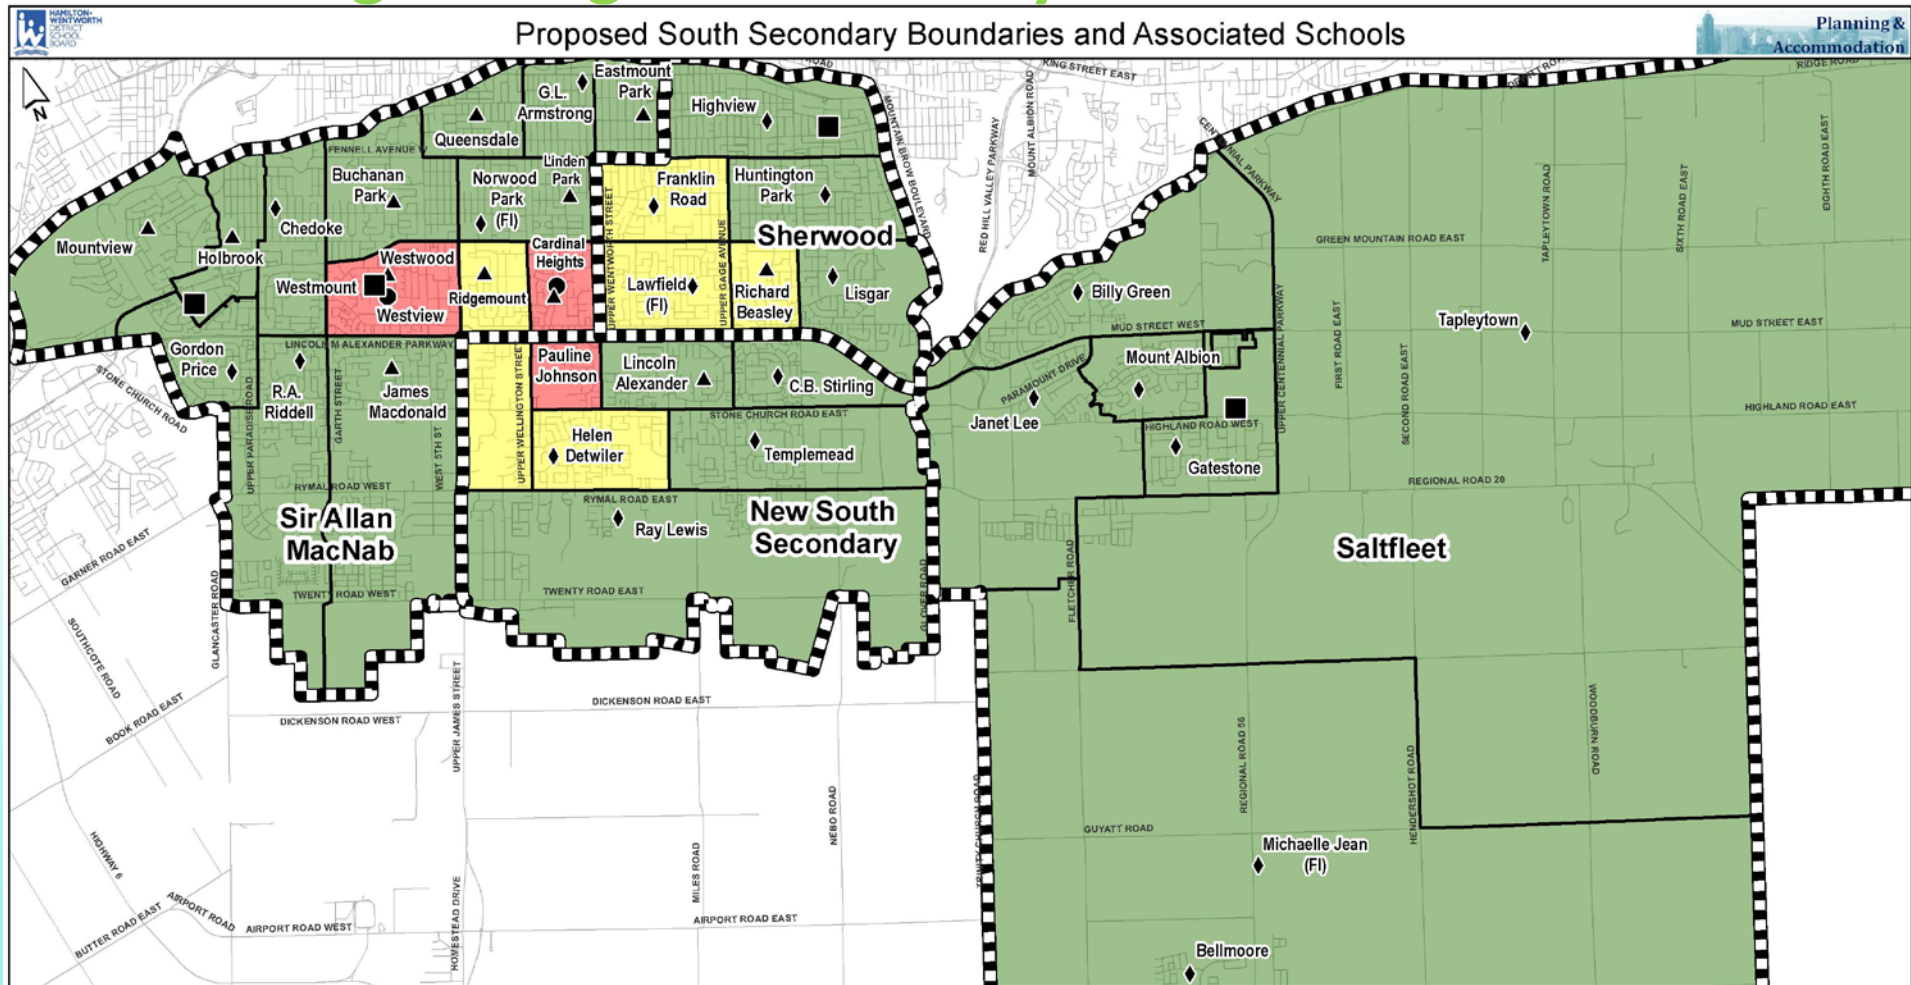 HAMILTON-
WENTWORTH
DISTRICT
SCHOOL
BOARD
Proposed South Secondary Boundaries and Associated Schools
Planning &
Accommodation
N
ROAD
KING STREET EAST
RIDGE ROAD
Eastmount
Park
G.L.
Armstrong
Highview
Queensdale
MOUNTAIN BROW BOULEVARD
MOUNT ALBION ROAD
RED HILL VALLEY PARKWAY
CENTENNIAL PARKWAY
TAPLEYTOWN ROAD
SIXTH ROAD EAST
EIGHTH ROAD EAST
FENNELL AVENUE W
Buchanan
Park
Norwood
Park
(FI)
Linden
Park
Franklin
Road
Huntington
Park
UPPER WENTWORTH STREET
UPPER GAGE AVENUE
Sherwood
GREEN MOUNTAIN ROAD EAST
Mountview
Holbrook
Chedoke
Westwood
Cardinal
Heights
Westmount
Westview
Ridgemount
Lawfield
(FI)
Richard
Beasley
Lisgar
Billy Green
UPPER CENTENNIAL PARKWAY
FIRST ROAD EAST
Tapleytown
MUD STREET WEST
MUD STREET EAST
Gordon
Price
LINCOLN M ALEXANDER PARKWAY
STONE CHURCH ROAD
UPPER PARADISE ROAD
R.A.
Riddell
GARTH STREET
James
Macdonald
WEST 5TH ST
UPPER WELLINGTON STREET
Pauline
Johnson
Lincoln
Alexander
C.B. Stirling
PARAMOUNT DRIVE
Mount Albion
Janet Lee
SECOND ROAD EAST
STONE CHURCH ROAD EAST
HIGHLAND ROAD WEST
HIGHLAND ROAD EAST
Helen
Detwiler
Templemead
Gatestone
RYMAL ROAD WEST
RYMAL ROAD EAST
REGIONAL ROAD 20
Sir Allan
MacNab
Ray Lewis
New South
Secondary
Saltfleet
GARNER ROAD EAST
GLANCASTER ROAD
TWENTY ROAD WEST
TWENTY ROAD EAST
GLOVER ROAD
FLETCHER ROAD
SOUTHCOTE ROAD
BOOK ROAD EAST
DICKENSON ROAD WEST
DICKENSON ROAD EAST
UPPER JAMES STREET
WOODBURN ROAD
REGIONAL ROAD 56
HENDERSHOT ROAD
TRINITY CHURCH ROAD
NEBO ROAD
MILES ROAD
GUYATT ROAD
HIGHWAY 6
Michaelle Jean
(FI)
BUTTER ROAD EAST
AIRPORT ROAD
AIRPORT ROAD WEST
HOMESTEAD DRIVE
AIRPORT ROAD EAST
Bellmoore